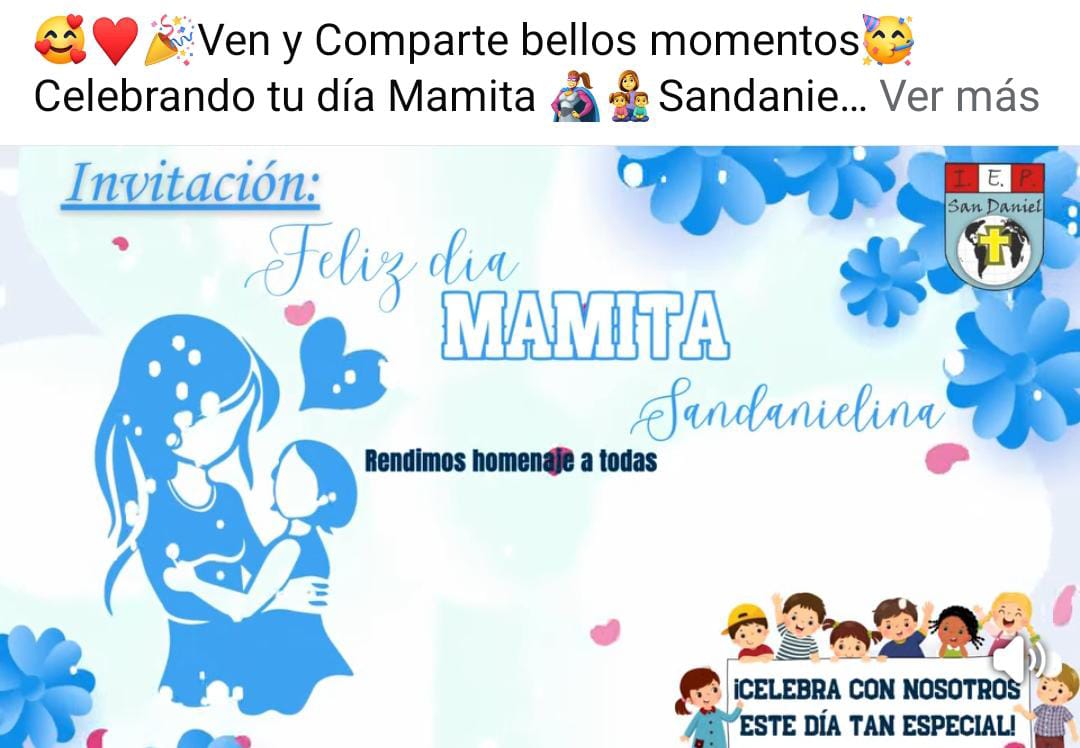 🥰♥️🎉Ven y Comparte bellos momentos🥳
Celebrando tu día Mamita 🦸‍♀️👩‍👧‍👦Sandanie... Ver más
Invitación:
I. E. P.
San Daniel
Feliz dia
MAMITA
Sandanielina
Rendimos homenaje a todas
¡CELEBRA CON NOSOTROS
ESTE DÍA TAN ESPECIAL!